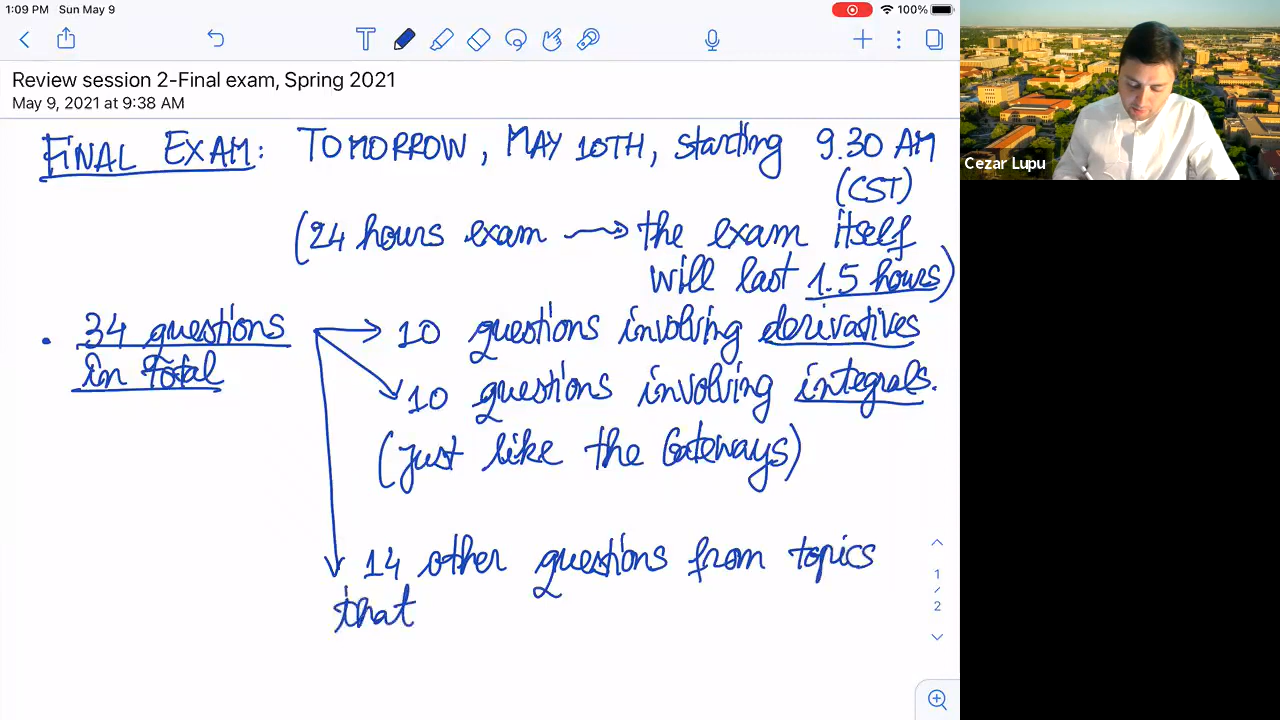 1:09 PM Sun May 9
100%
Review session 2-Final exam, Spring 2021
May 9, 2021 at 9:38 AM
FINAL EXAM: TOMORROW, MAY 10TH, starting 9.30 AM
(CST)
(24 hours exam → the exam itself
will last 1.5 hours)
• 34 questions in total → 10 questions involving derivatives
10 questions involving integrals.
(just like the Gateways)
14 other questions from topics
that
1
/
2
Cezar Lupu